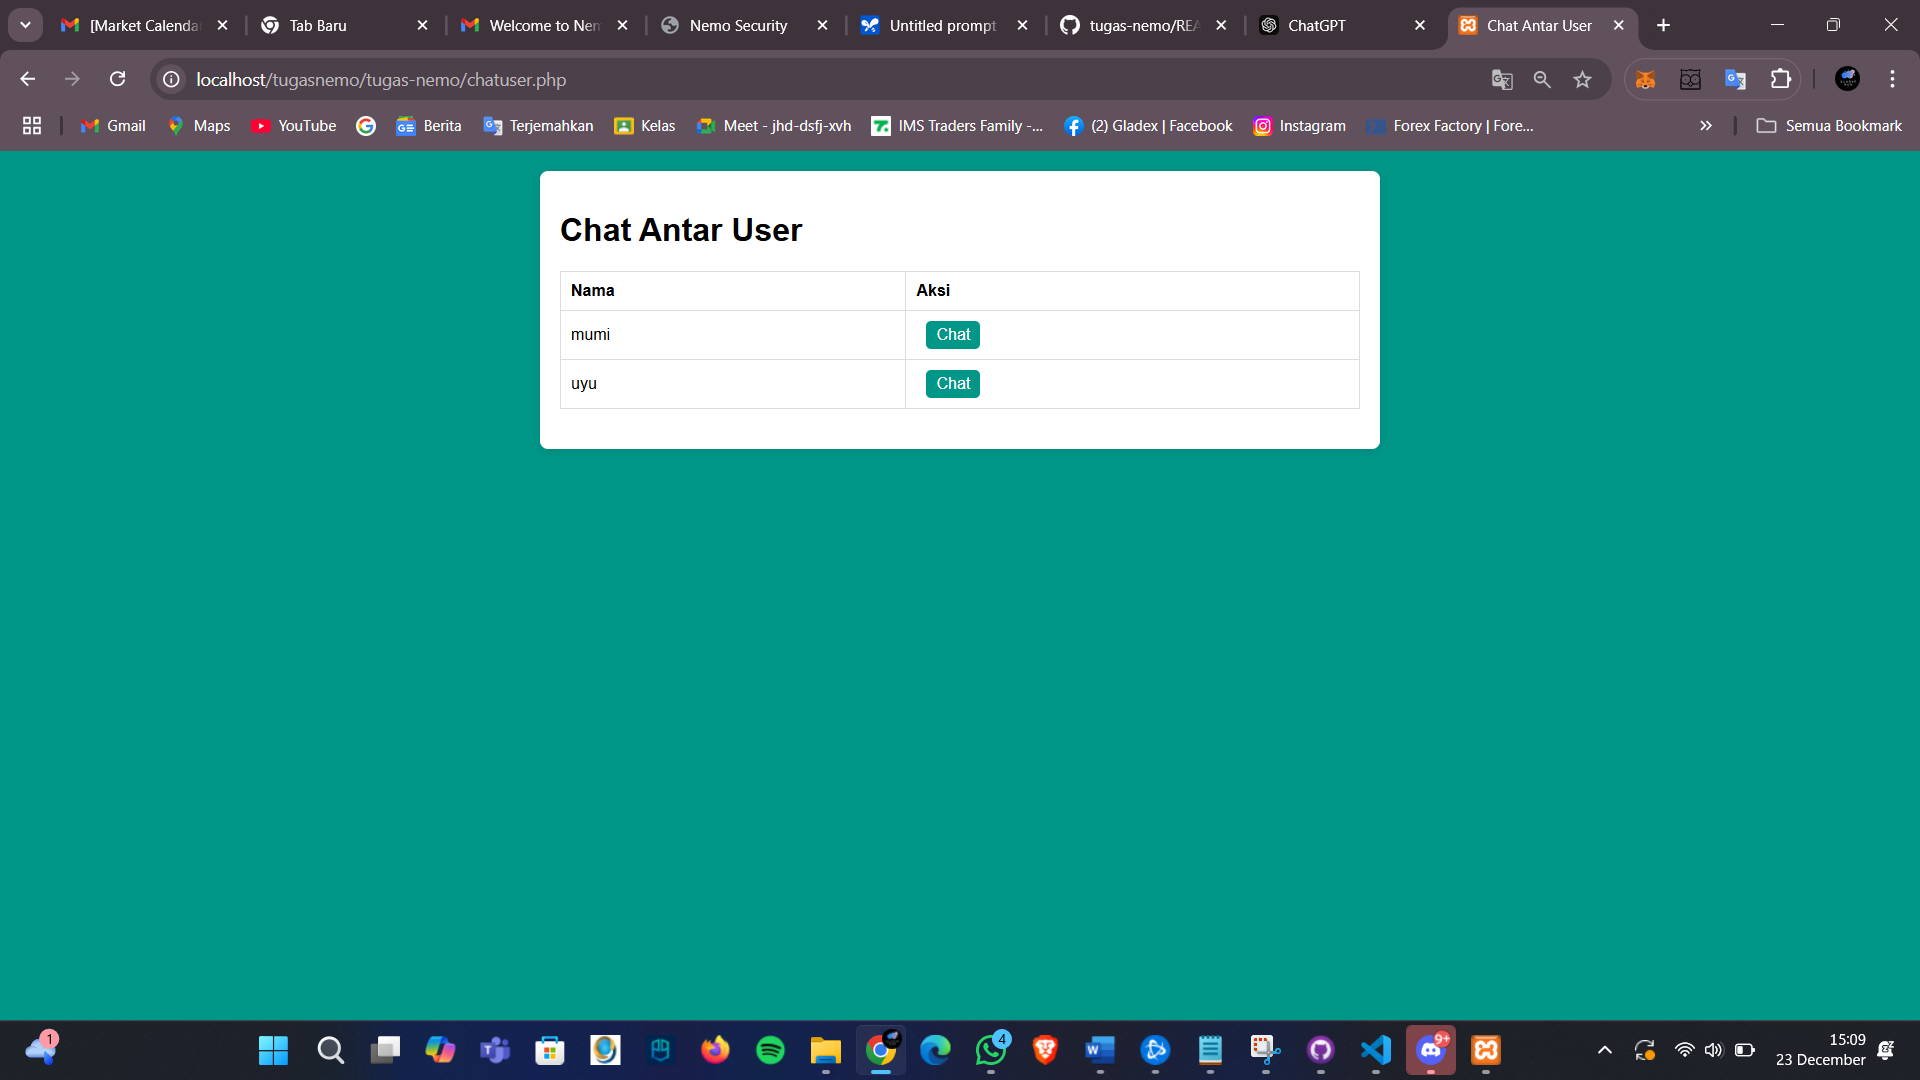 [Market Calenda
Tab Baru
Welcome to Nem
Nemo Security
Untitled prompt
tugas-nemo/REA
ChatGPT
Chat Antar User
localhost/tugasnemo/tugas-nemo/chatuser.php
Gmail
Maps
YouTube
Berita
Terjemahkan
Kelas
Meet - jhd-dsfj-xvh
IMS Traders Family -...
(2) Gladex | Facebook
Instagram
Forex Factory | Fore...
Semua Bookmark
Chat Antar User
Nama Aksi
mumi Chat
uyu Chat
1
4
9+
15:09
23 December